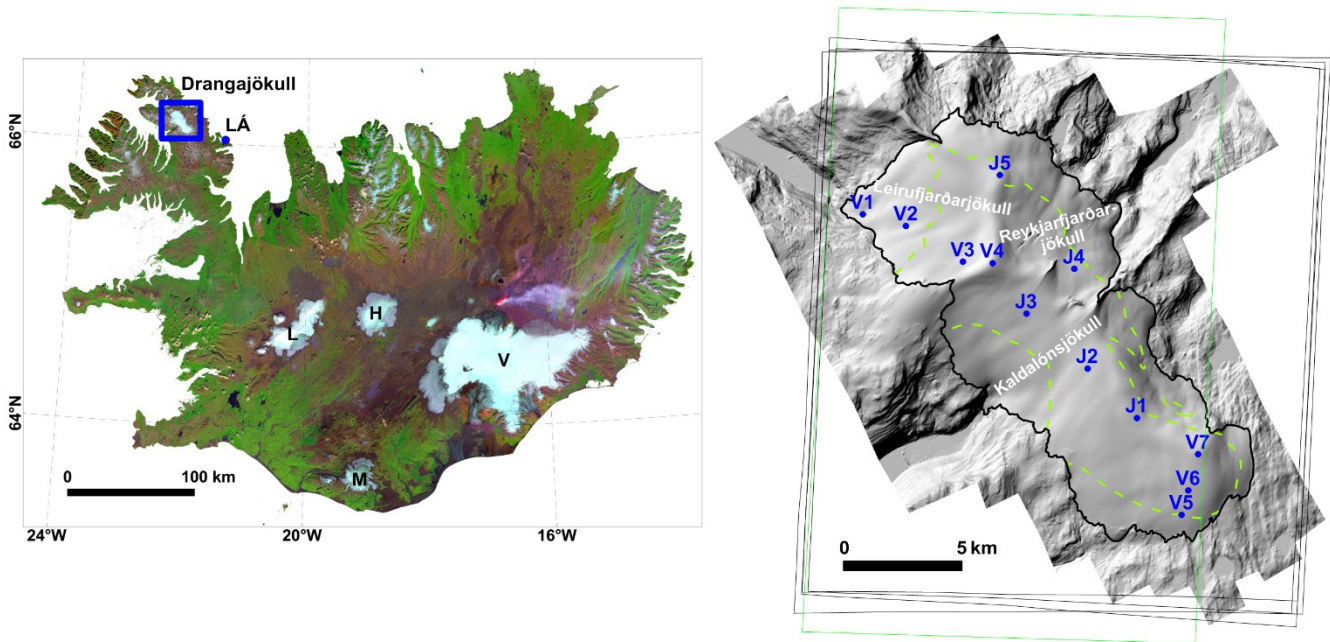 Drangajökull
LÁ
66°N
64°N
L
H
V
M
0 100 km
24°W 20°W 16°W
J5
Leirufjarðarjökull
V1
V2
Reykjarfjarðar-
jökull
V3 V4
J4
J3
Kaldalónsjökull
J2
J1
V7
V6
V5
0 5 km